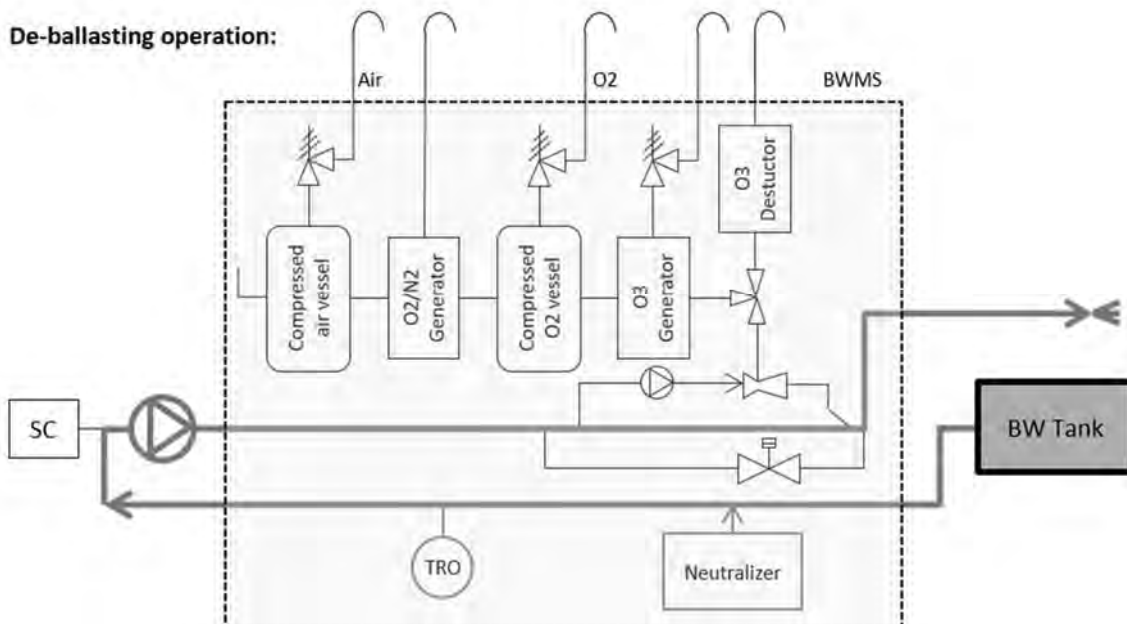 De-ballasting operation:
Air
O2
BWMS
Compressed
air vessel
O2/N2
Generator
Compressed
O2 vessel
O3
Generator
O3
Destuctor
SC
BW Tank
TRO
Neutralizer